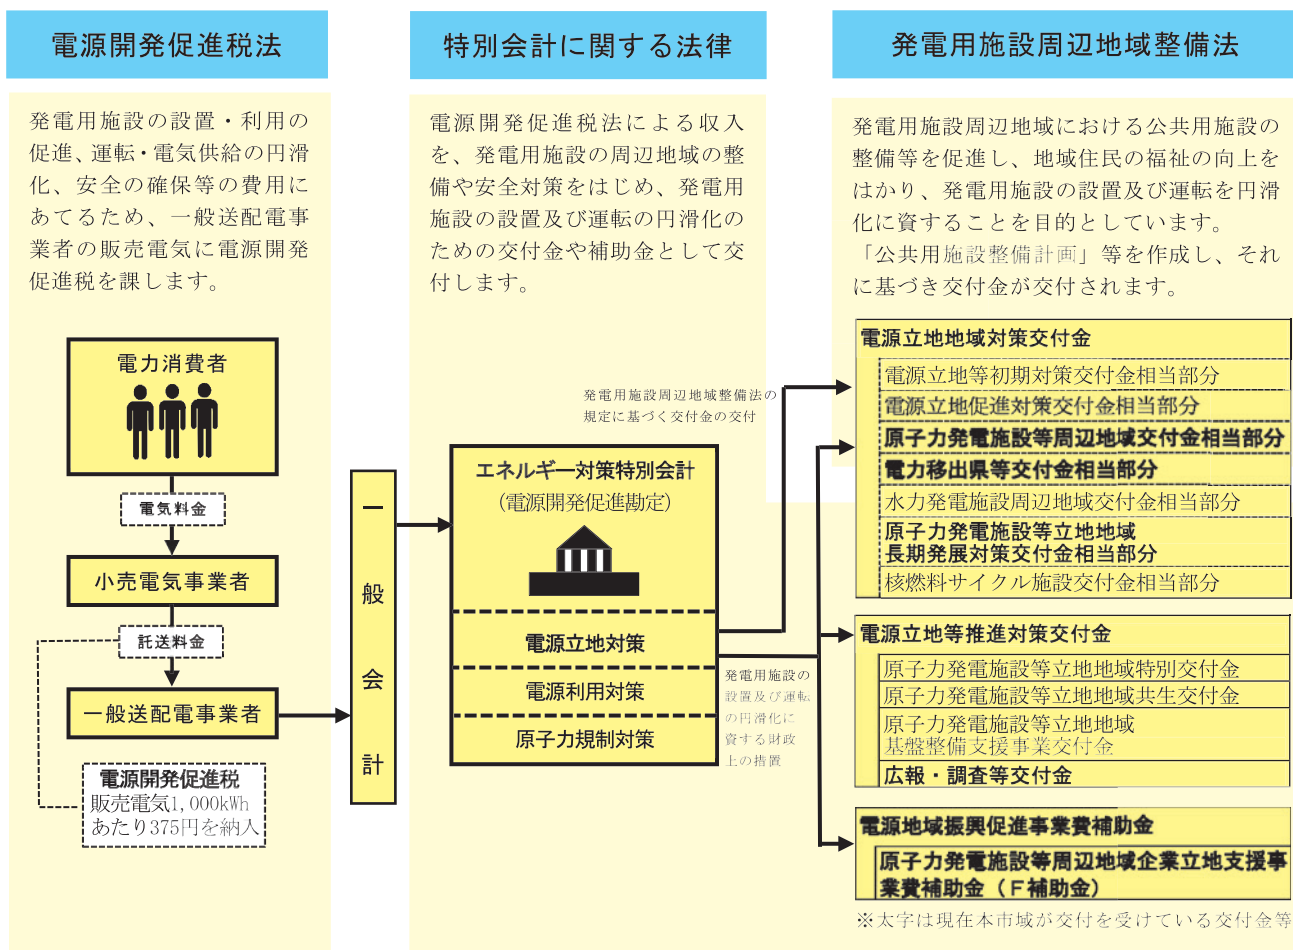 電源開発促進税法
発電用施設の設置・利用の
促進、運転・電気供給の円滑
化、安全の確保等の費用に
あてるため、一般送配電事
業者の販売電気に電源開発
促進税を課します。
電力消費者
電気料金
小売電気事業者
託送料金
一般送配電事業者
電源開発促進税
販売電気1,000kWh
あたり375円を納入
一般会計
特別会計に関する法律
電源開発促進税法による収入
を、発電用施設の周辺地域の整
備や安全対策をはじめ、発電用
施設の設置及び運転の円滑化の
ための交付金や補助金として交
付します。
発電用施設周辺地域整備法の
規定に基づく交付金の交付
エネルギー対策特別会計
(電源開発促進勘定)
電源立地対策
電源利用対策
原子力規制対策
発電用施設の
設置及び運転
の円滑化に
資する財政
上の措置
発電用施設周辺地域整備法
発電用施設周辺地域における公共用施設の
整備等を促進し、地域住民の福祉の向上を
はかり、発電用施設の設置及び運転を円滑
化に資することを目的としています。
「公共用施設整備計画」等を作成し、それ
に基づき交付金が交付されます。
電源立地地域対策交付金
電源立地等初期対策交付金相当部分
電源立地促進対策交付金相当部分
原子力発電施設等周辺地域交付金相当部分
電力移出県等交付金相当部分
水力発電施設周辺地域交付金相当部分
原子力発電施設等立地地域
長期発展対策交付金相当部分
核燃料サイクル施設交付金相当部分
電源立地等推進対策交付金
原子力発電施設等立地地域特別交付金
原子力発電施設等立地地域共生交付金
原子力発電施設等立地地域
基盤整備支援事業交付金
広報・調査等交付金
電源地域振興促進事業費補助金
原子力発電施設等周辺地域企業立地支援事
業費補助金（Ｆ補助金）
※太字は現在本市域が交付を受けている交付金等